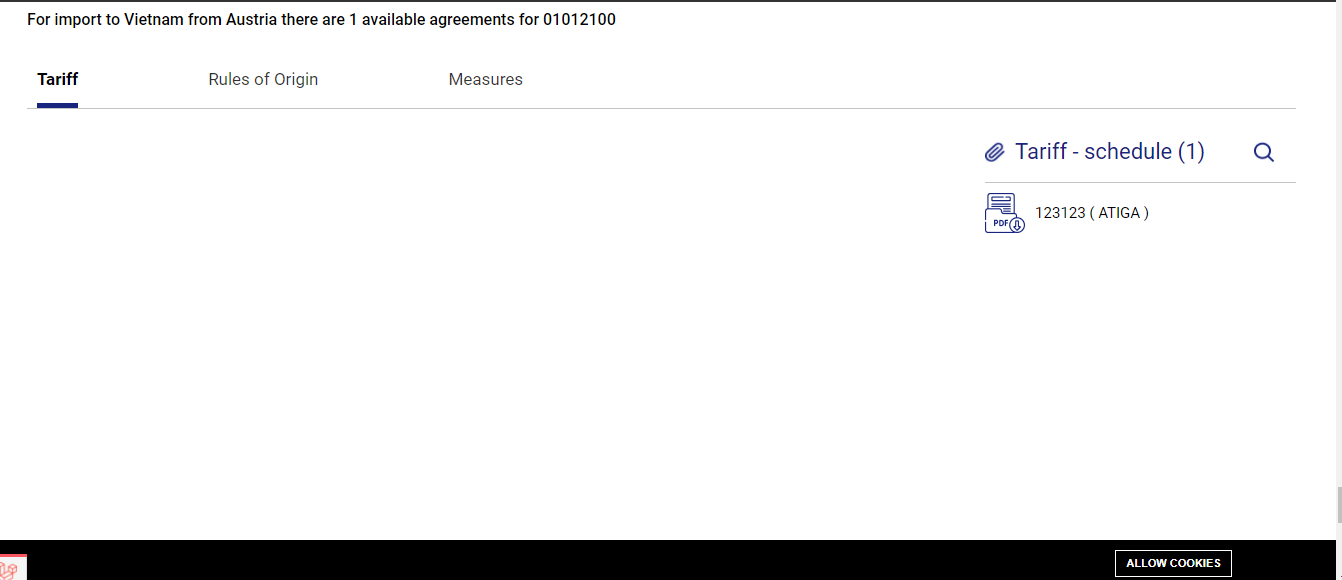 For import to Vietnam from Austria there are 1 available agreements for 01012100
Tariff
Rules of Origin
Measures
Tariff - schedule (1)
PDF
123123 ( ATIGA )
ALLOW COOKIES